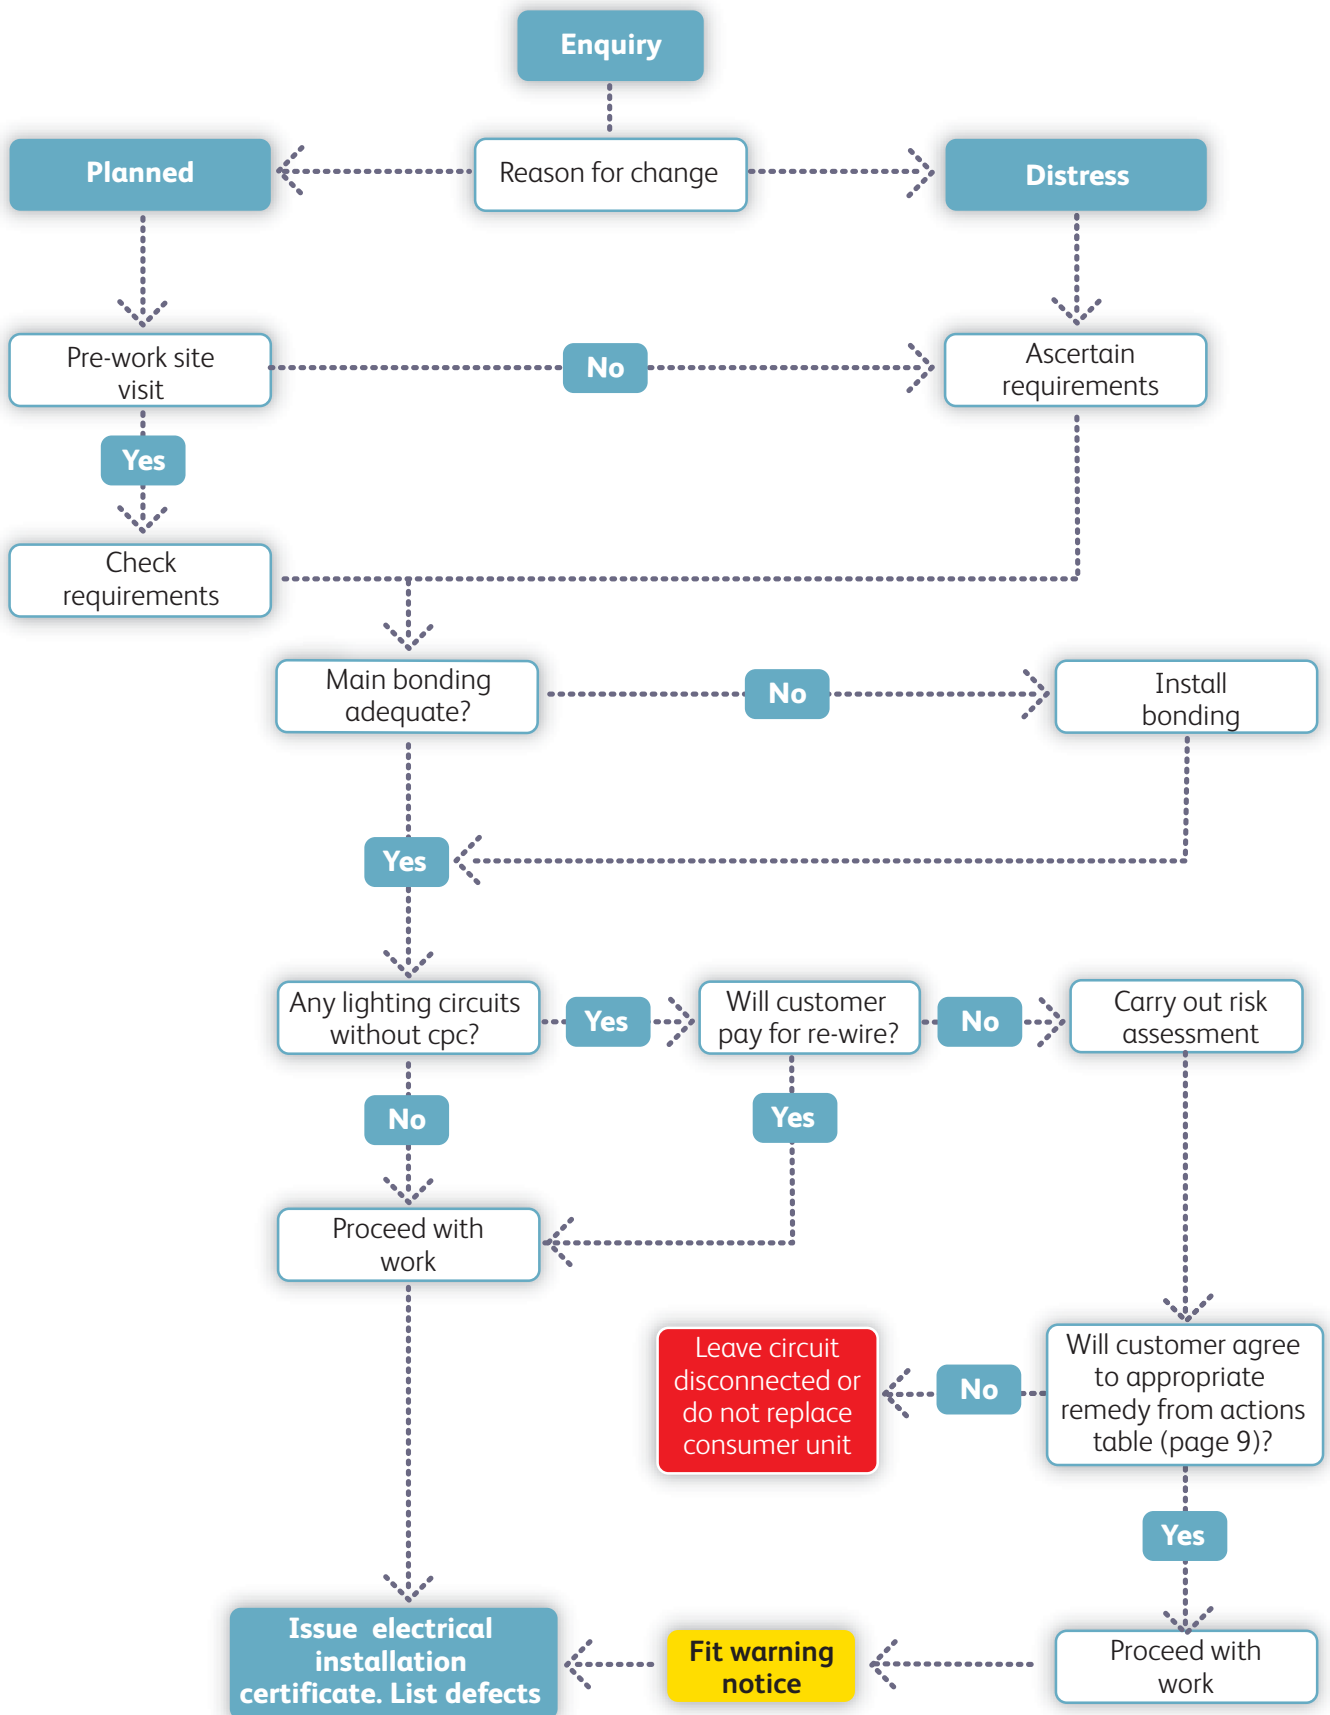 Enquiry
Planned
Reason for change
Distress
Pre-work site
visit
No
Ascertain
requirements
Yes
Check
requirements
Main bonding
adequate?
No
Install
bonding
Yes
Any lighting circuits
without cpc?
Yes
Will customer
pay for re-wire?
No
Carry out risk
assessment
No
Yes
Proceed with
work
Leave circuit
disconnected or
do not replace
consumer unit
No
Will customer agree
to appropriate
remedy from actions
table (page 9)?
Yes
Issue electrical
installation
certificate. List defects
Fit warning
notice
Proceed with
work